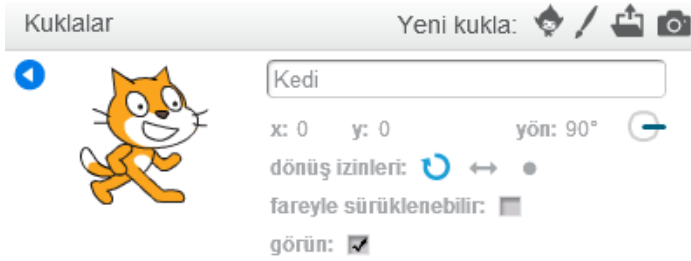 Kuklalar Yeni kukla:
Kedi
x: 0 y: 0 yön: 90°
dönüş izinleri:
fareyle sürüklenebilir:
görün: